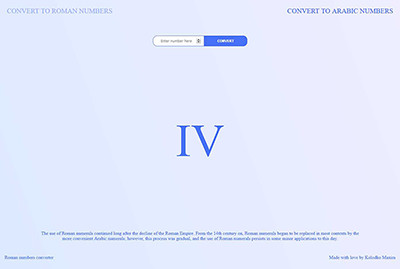 CONVERT TO ROMAN NUMBERS
CONVERT TO ARABIC NUMBERS
Enter number here
CONVERT
IV
The use of Roman numerals continued long after the decline of the Roman Empire. From the 14th century on, Roman numerals began to be replaced in most contexts by the
more convenient Arabic numerals; however, this process was gradual, and the use of Roman numerals persists in some minor applications to this day.
Roman numbers converter
Made with love by